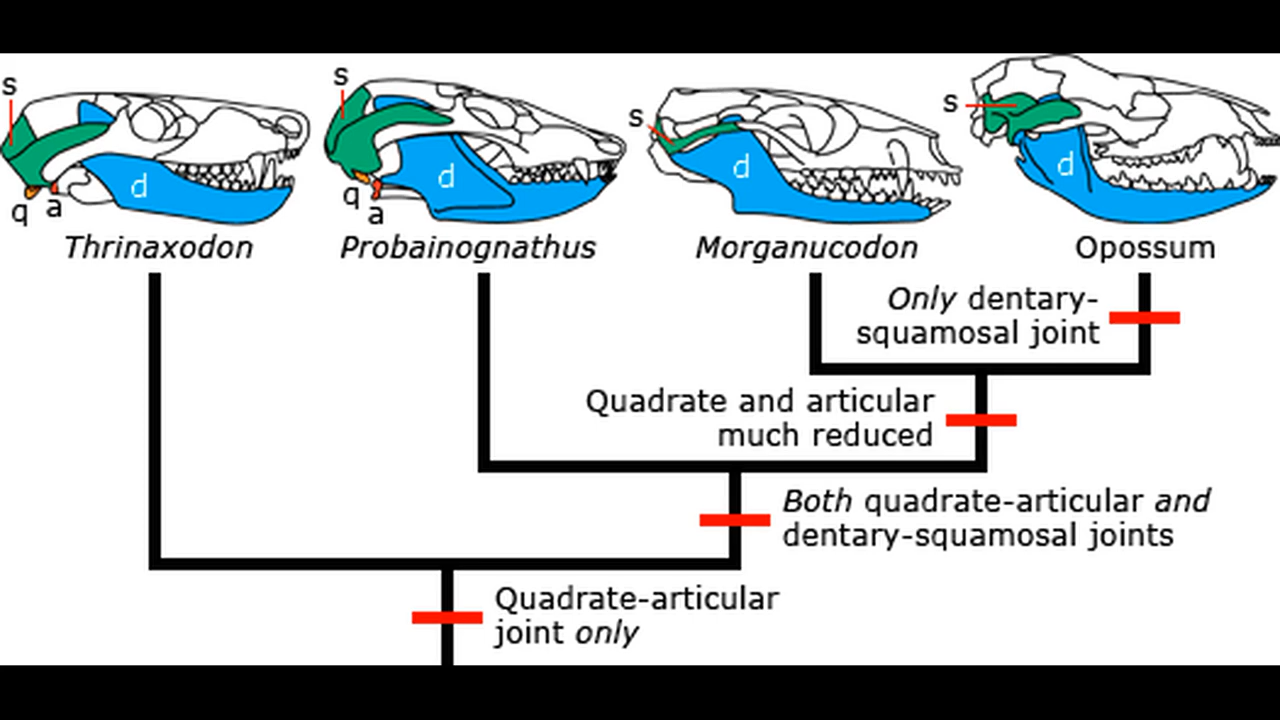 s
s
s
s
d
d
d
d
q
a
q
a
Thrinaxodon
Probainognathus
Morganucodon
Opossum
Only dentary-
squamosal joint
Quadrate and articular
much reduced
Both quadrate-articular and
dentary-squamosal joints
Quadrate-articular
joint only